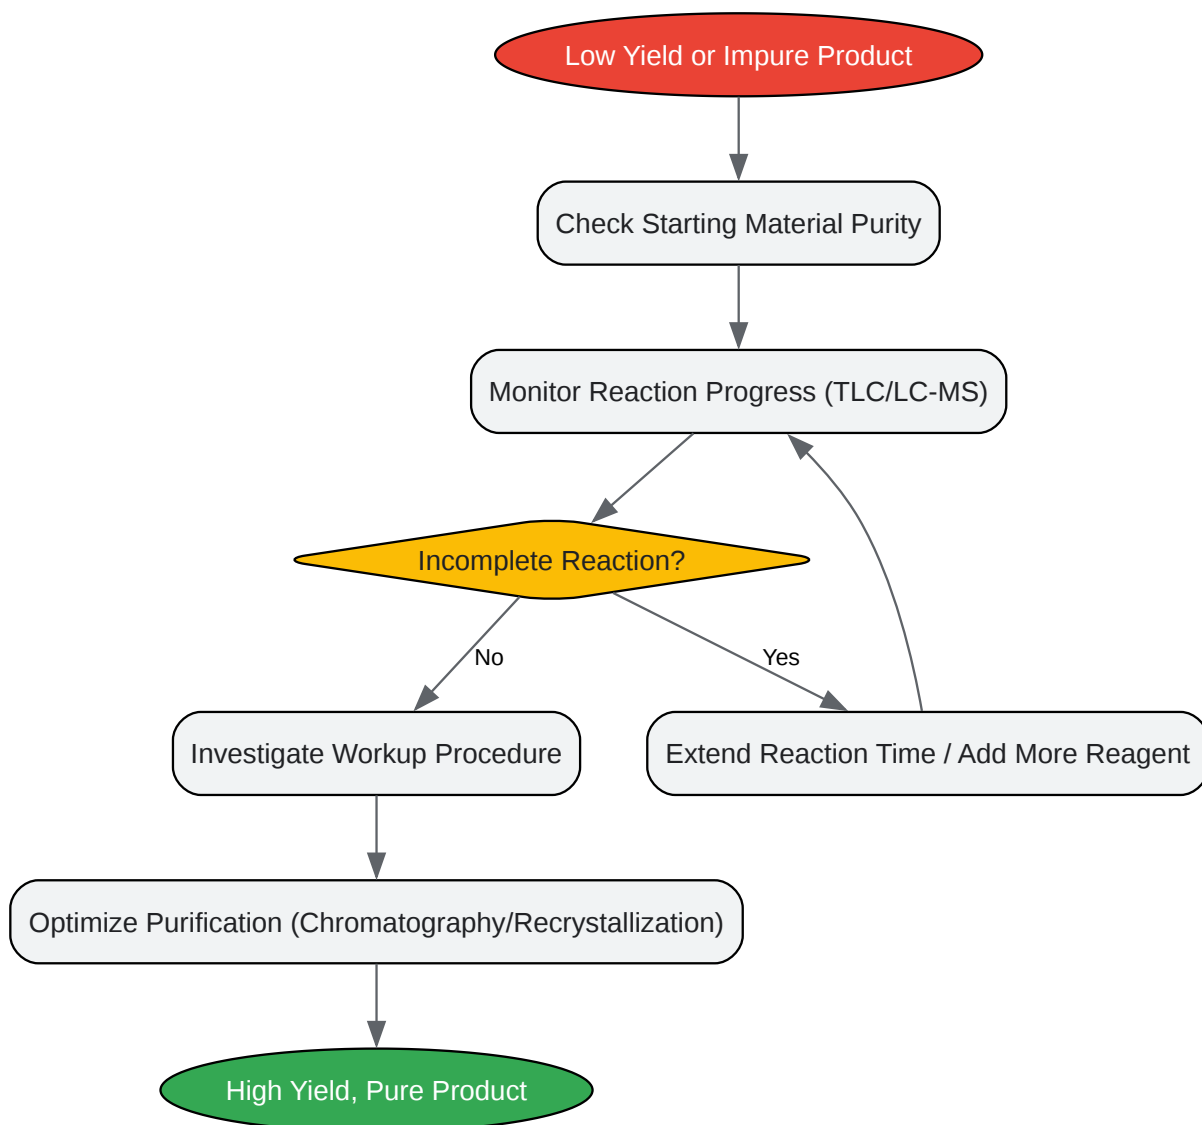 Low Yield or Impure Product
Check Starting Material Purity
Monitor Reaction Progress (TLC/LC-MS)
Incomplete Reaction?
No
Yes
Investigate Workup Procedure
Extend Reaction Time / Add More Reagent
Optimize Purification (Chromatography/Recrystallization)
High Yield, Pure Product